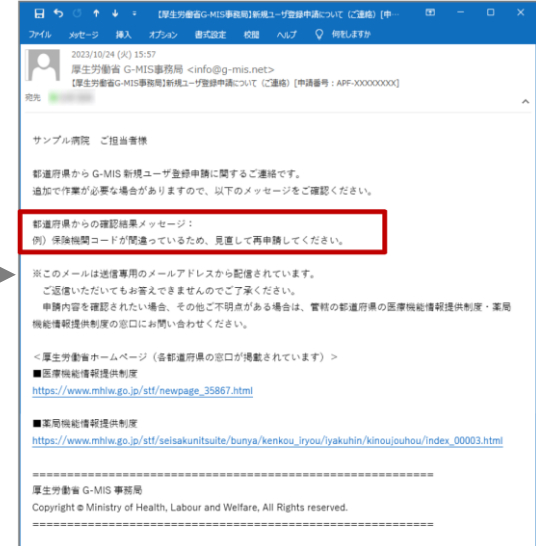 【厚生労働省G-MIS事務局】新規ユーザ登録申請について（ご連絡）[申…
ファイル メッセージ 挿入 オプション 書式設定 校閲 ヘルプ 何をしますか
2023/10/24 (火) 15:57
厚生労働省 G-MIS事務局 <info@g-mis.net>
【厚生労働省G-MIS事務局】新規ユーザ登録申請について（ご連絡）[申請番号：APF-XXXXXXXX]
宛先
サンプル病院　ご担当者様
都道府県から G-MIS 新規ユーザ登録申請に関するご連絡です。
追加で作業が必要な場合がありますので、以下のメッセージをご確認ください。
都道府県からの確認結果メッセージ：
例）保険機関コードが間違っているため、見直して再申請してください。
※このメールは送信専用のメールアドレスから配信されています。
ご返信いただいてもお答えできませんのでご了承ください。
申請内容を確認されたい場合、その他ご不明点がある場合は、管轄の都道府県の医療機能情報提供制度・薬局
機能情報提供制度の窓口にお問い合わせください。
＜厚生労働省ホームページ（各都道府県の窓口が掲載されています）＞
■医療機能情報提供制度
https://www.mhlw.go.jp/stf/newpage_35867.html
■薬局機能情報提供制度
https://www.mhlw.go.jp/stf/seisakunitsuite/bunya/kenkou_iryou/iyakuhin/kinoujouhou/index_00003.html
=========================================================
厚生労働省 G-MIS 事務局
Copyright © Ministry of Health, Labour and Welfare, All Rights reserved.
=========================================================